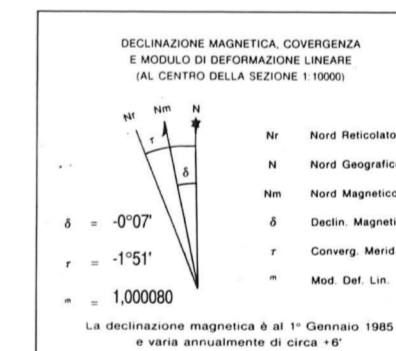 DECLINAZIONE MAGNETICA, COVERGENZA
E MODULO DI DEFORMAZIONE LINEARE
(AL CENTRO DELLA SEZIONE 1:10000)
Nr Nm N
τ
δ
Nr Nord Reticolato
N Nord Geografic
Nm Nord Magnetico
δ Declin. Magneti
τ Converg. Merid.
m Mod. Def. Lin.
δ = -0°07'
τ = -1°51'
m = 1,000080
La declinazione magnetica è al 1° Gennaio 1985
e varia annualmente di circa +6'